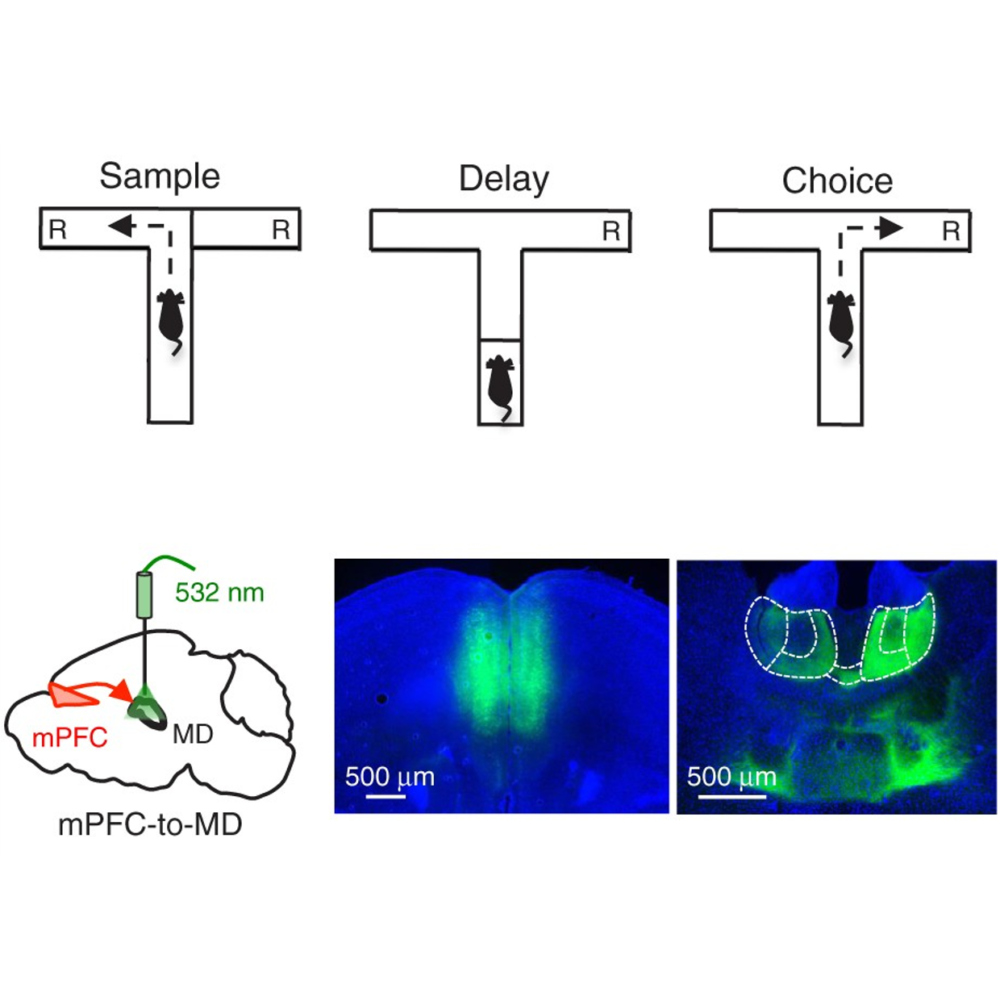 Sample
Delay
Choice
R
R
R
R
532 nm
mPFC
MD
mPFC-to-MD
500 µm
500 µm